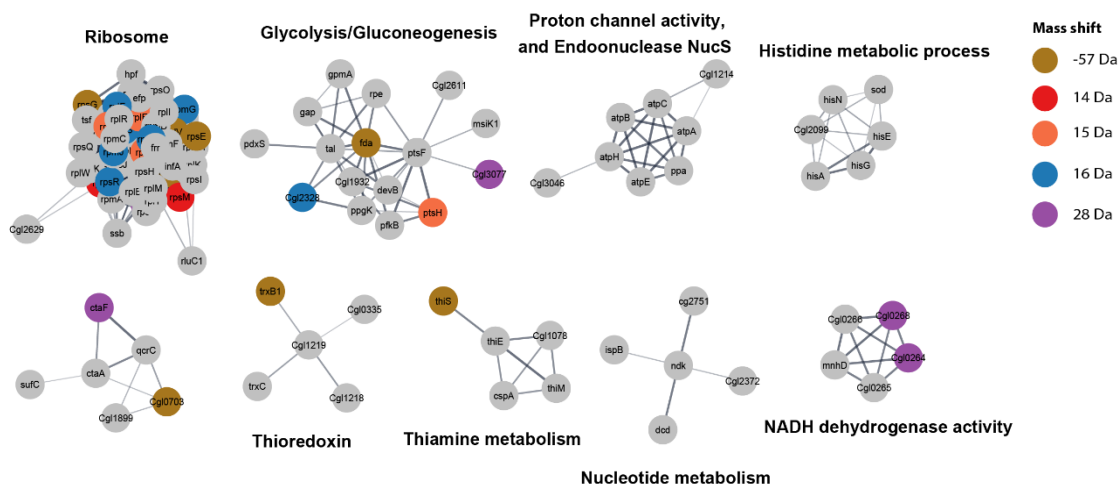 Ribosome
Glycolysis/Gluconeogenesis
Proton channel activity,
and Endoonuclease NucS
Histidine metabolic process
Mass shift
-57 Da
14 Da
15 Da
16 Da
28 Da
hpf
rpsO
rpsG
efp
rplI
tsf
rplR
rpmC
rpsE
rpsQ
frr
infA
rplK
rplW
rpsR
rpsH
rpsI
rplE
rplM
rpsM
ssb
Cgl2629
rluC1
gpmA
rpe
Cgl2611
gap
msiK1
pdxS
tal
fda
ptsF
Cgl3077
Cgl1932
devB
Cgl2328
ppgK
ptsH
pfkB
Cgl1214
atpC
atpB
atpA
atpH
ppa
atpE
Cgl3046
sod
hisN
Cgl2099
hisE
hisG
hisA
ctaF
qcrC
ctaA
sufC
Cgl0703
Cgl1899
trxB1
Cgl0335
Cgl1219
trxC
Cgl1218
Thioredoxin
thiS
thiE
Cgl1078
cspA
thiM
Thiamine metabolism
cg2751
ispB
ndk
Cgl2372
dcd
Nucleotide metabolism
Cgl0266
Cgl0268
mnhD
Cgl0264
Cgl0265
NADH dehydrogenase activity